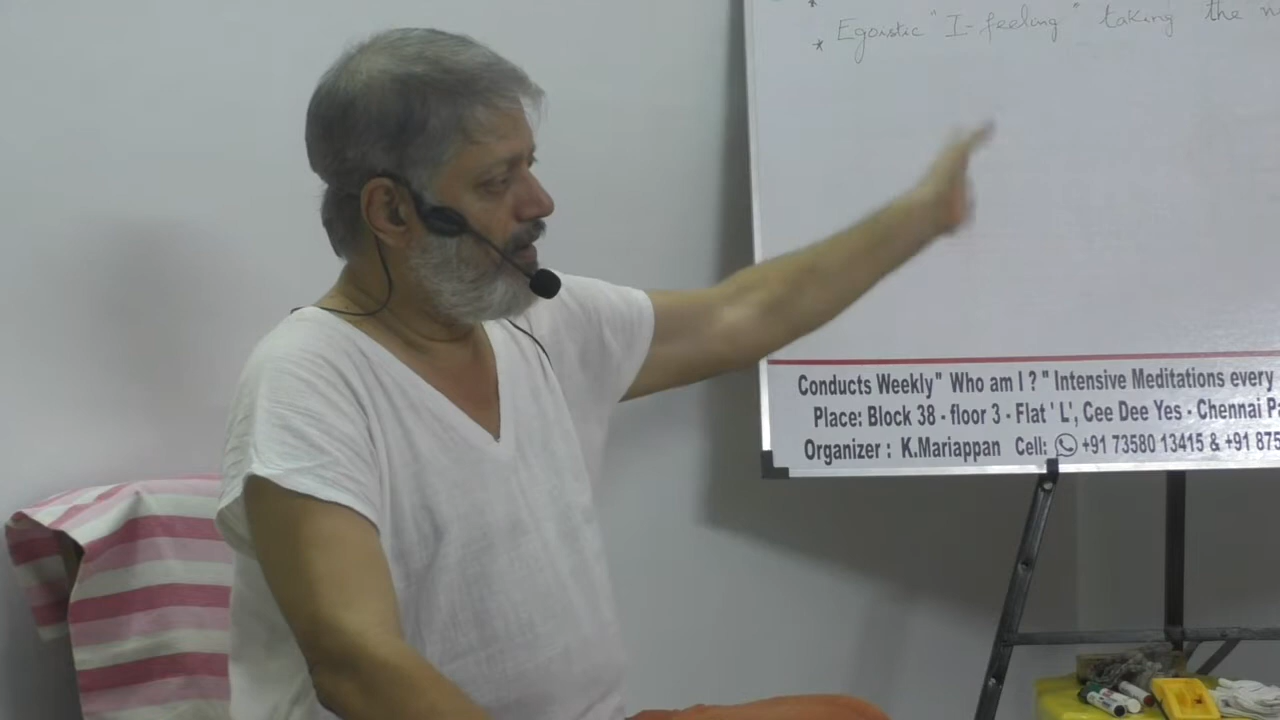 * Egoistic "I-feeling" taking the
Conducts Weekly" Who am I ? " Intensive Meditations every
Place: Block 38 - floor 3 - Flat ' L', Cee Dee Yes - Chennai
Organizer : K.Mariappan Cell: +91 73580 13415 & +91 875